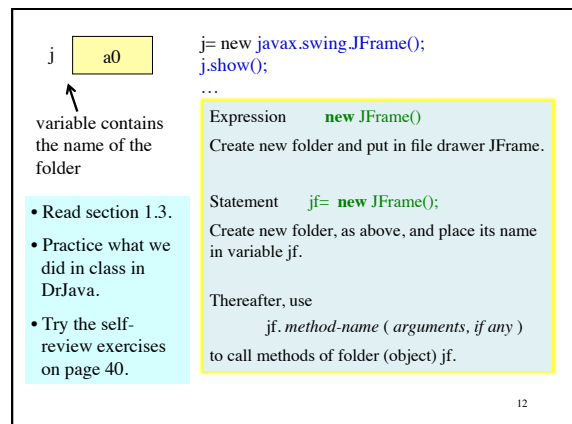 j a0
variable contains
the name of the
folder
• Read section 1.3.
• Practice what we
did in class in
DrJava.
• Try the self-
review exercises
on page 40.
j= new javax.swing.JFrame();
j.show();
…
Expression new JFrame()
Create new folder and put in file drawer JFrame.
Statement jf= new JFrame();
Create new folder, as above, and place its name
in variable jf.
Thereafter, use
jf. method-name ( arguments, if any )
to call methods of folder (object) jf.
12